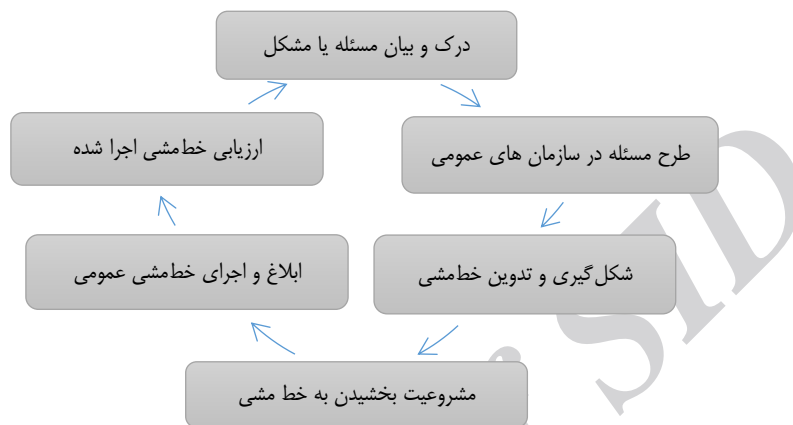 درک و بیان مسئله یا مشکل
طرح مسئله در سازمان های عمومی
شکل‌گیری و تدوین خط‌مشی
مشروعیت بخشیدن به خط مشی
ابلاغ و اجرای خط‌مشی عمومی
ارزیابی خط‌مشی اجرا شده
SID